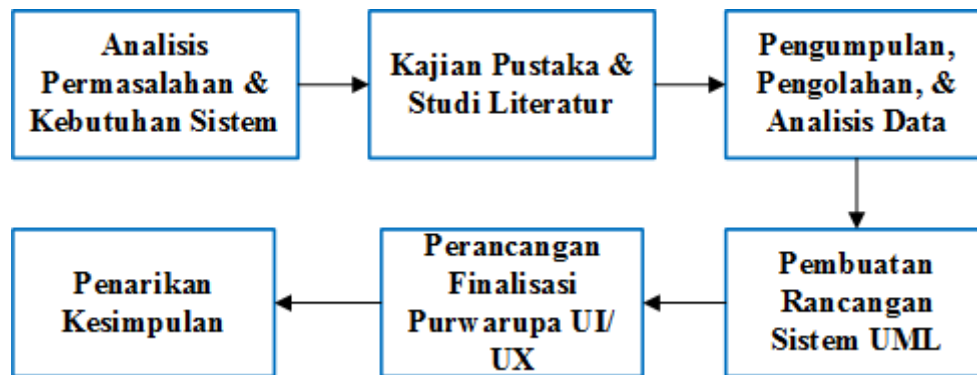 Analisis
Permasalahan &
Kebutuhan Sistem
Kajian Pustaka &
Studi Literatur
Pengumpulan,
Pengolahan, &
Analisis Data
Pembuatan
Rancangan
Sistem UML
Perancangan
Finalisasi
Purwarupa UI/
UX
Penarikan
Kesimpulan